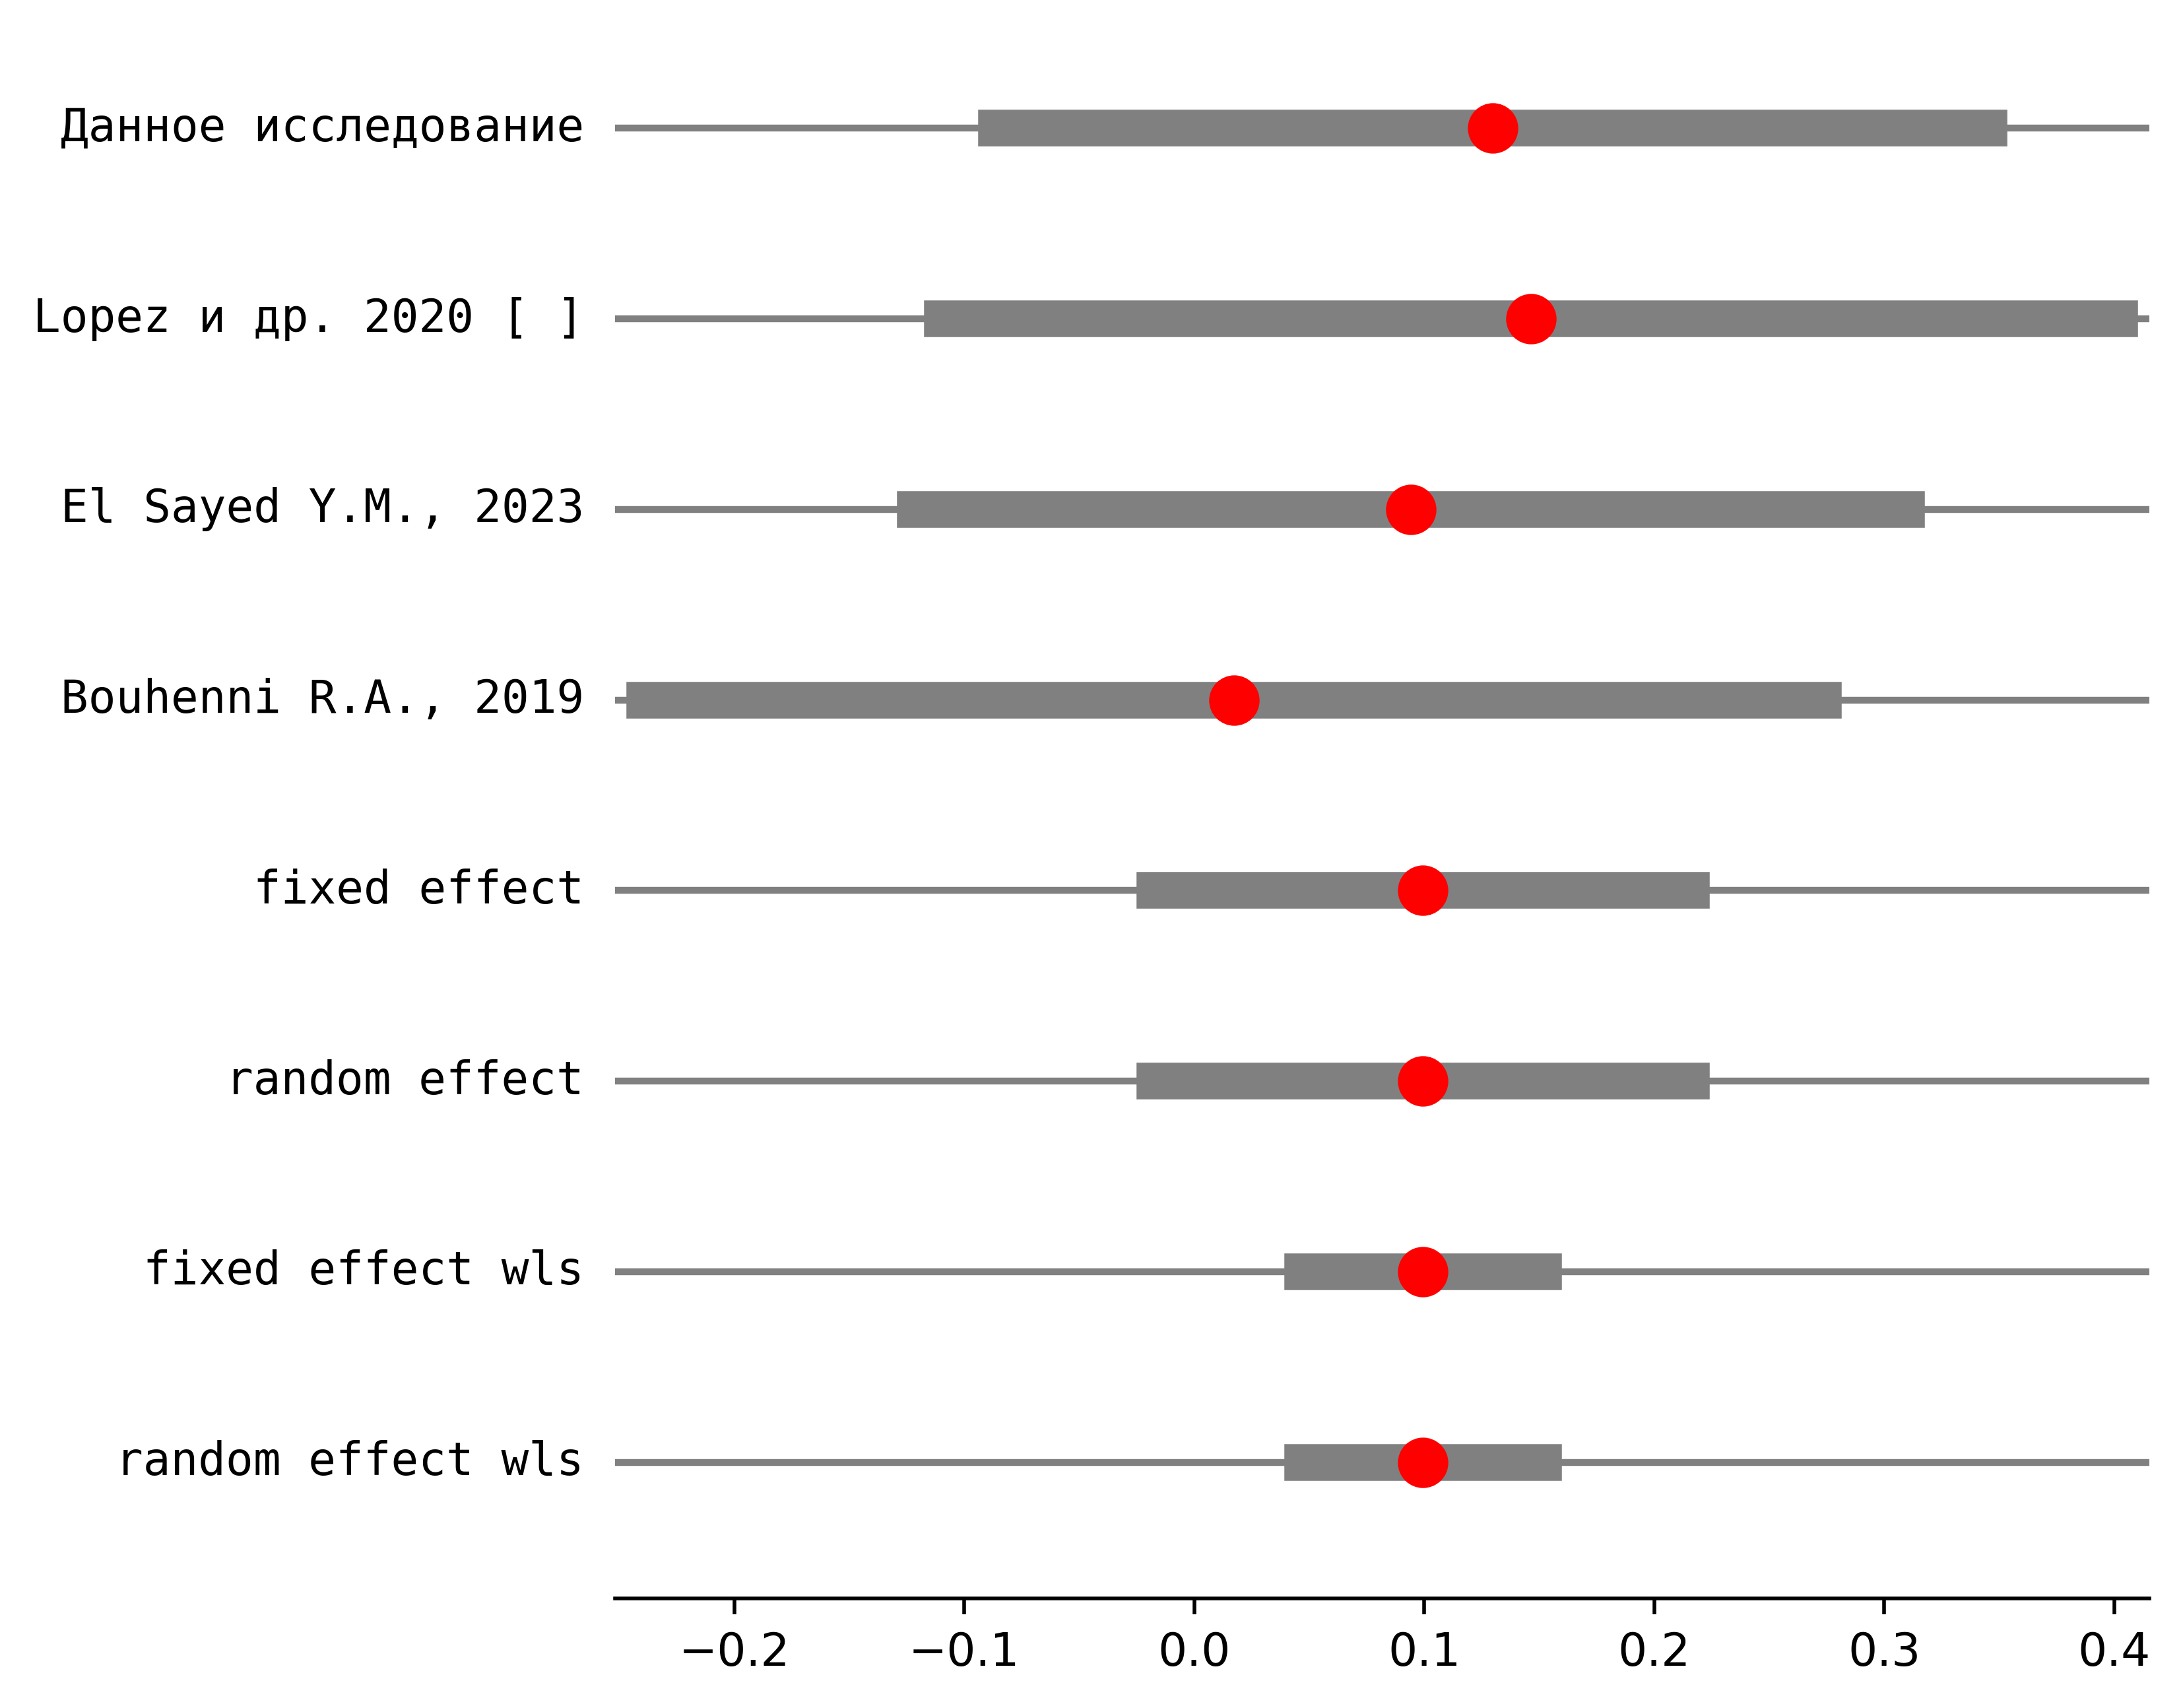 Данное исследование
Lopez и др. 2020 [ ]
El Sayed Y.M., 2023
Bouhenni R.A., 2019
fixed effect
random effect
fixed effect wls
random effect wls
−0.2 −0.1 0.0 0.1 0.2 0.3 0.4